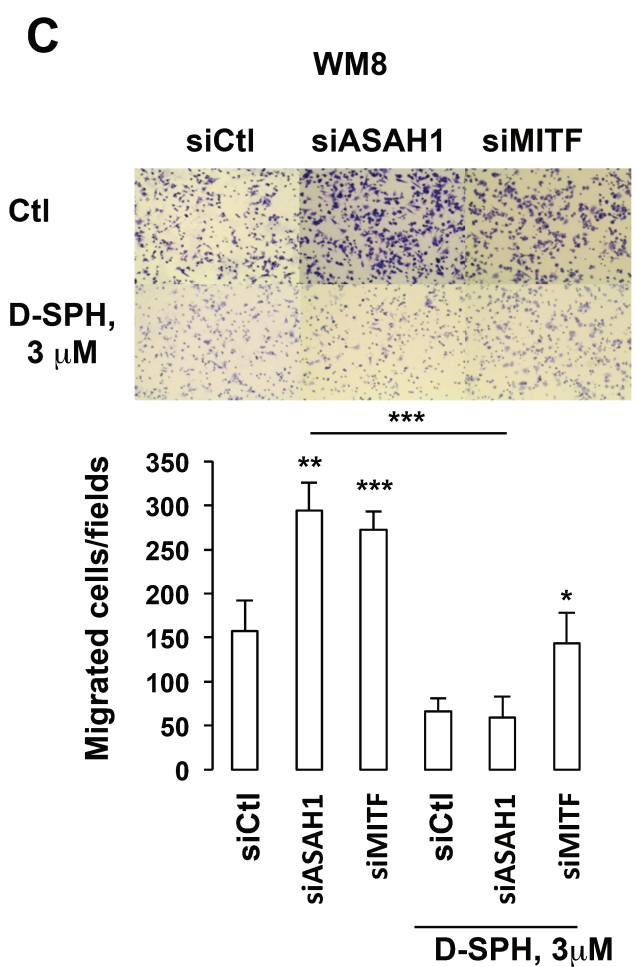 C
WM8
siCtl siASAH1 siMITF
Ctl
D-SPH,
3 µM
***
350
300
250
200
150
100
50
0
Migrated cells/fields
** *** *
siCtl siASAH1 siMITF siCtl siASAH1 siMITF
D-SPH, 3µM